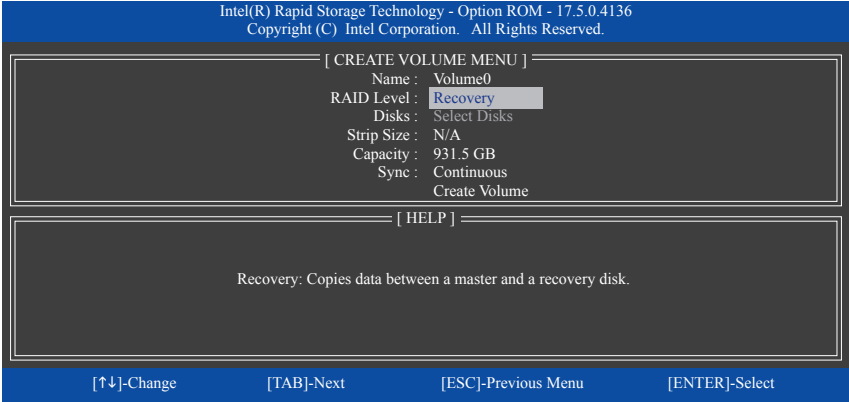 Intel(R) Rapid Storage Technology - Option ROM - 17.5.0.4136
Copyright (C) Intel Corporation. All Rights Reserved.
[ CREATE VOLUME MENU ]
Name : Volume0
RAID Level : Recovery
Disks : Select Disks
Strip Size : N/A
Capacity : 931.5 GB
Sync : Continuous
Create Volume
[ HELP ]
Recovery: Copies data between a master and a recovery disk.
[↑↓]-Change [TAB]-Next [ESC]-Previous Menu [ENTER]-Select